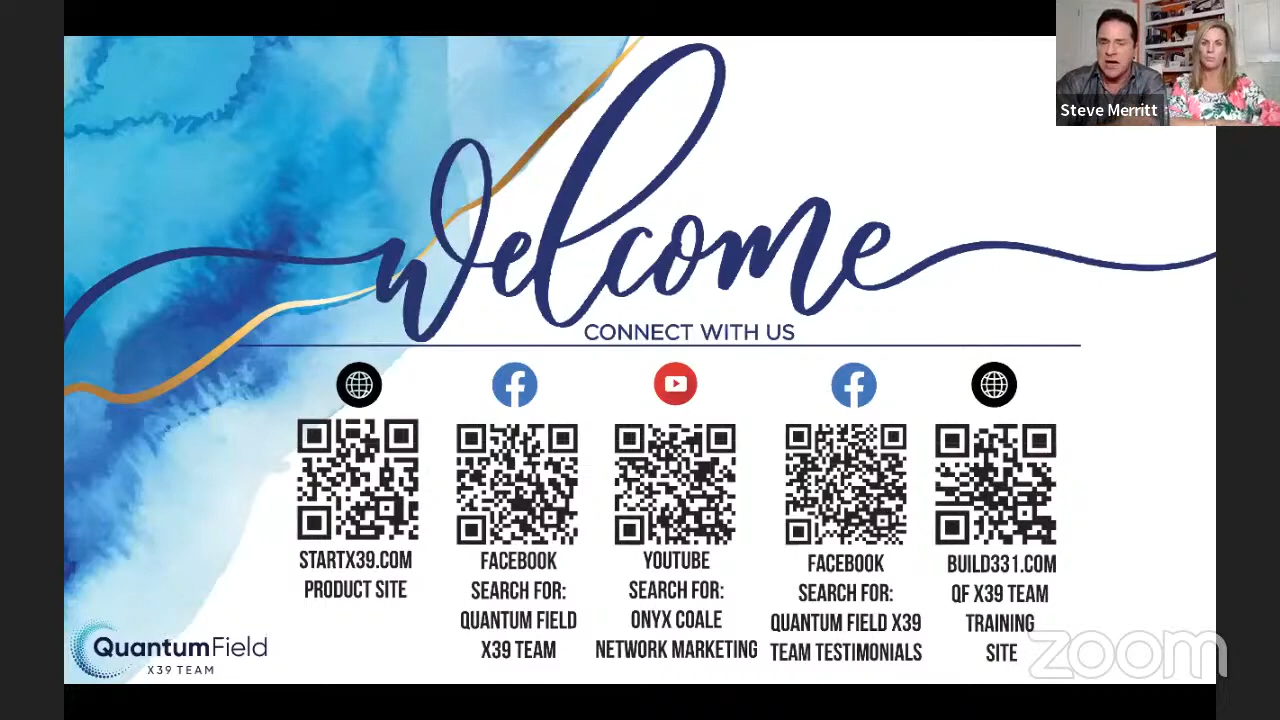 Steve Merritt
welcome
CONNECT WITH US
STARTX39.COM
PRODUCT SITE
FACEBOOK
SEARCH FOR:
QUANTUM FIELD
X39 TEAM
YOUTUBE
SEARCH FOR:
ONYX COALE
NETWORK MARKETING
FACEBOOK
SEARCH FOR:
QUANTUM FIELD X39
TEAM TESTIMONIALS
BUILD331.COM
QF X39 TEAM
TRAINING
SITE
QuantumField
X39 TEAM
zoom